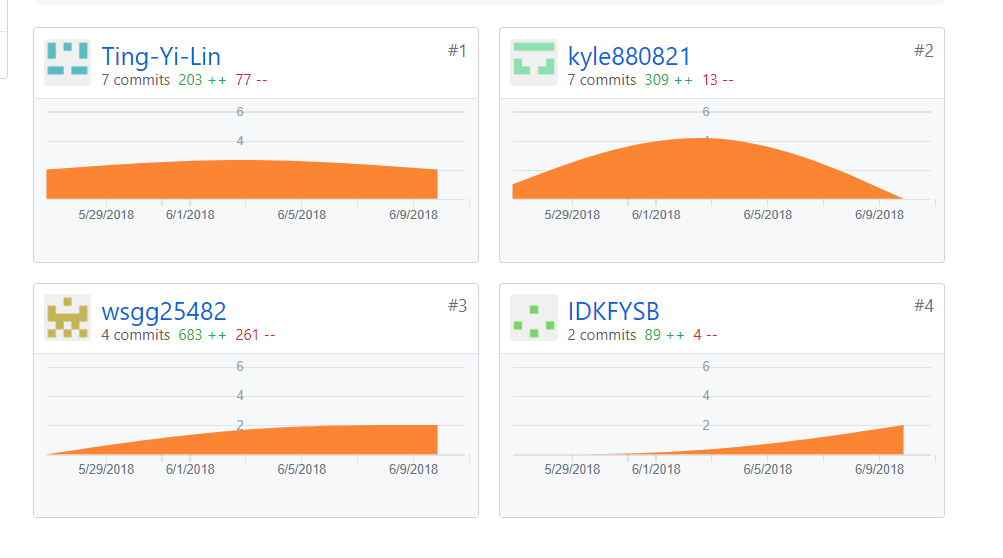 Ting-Yi-Lin #1
7 commits 203 ++ 77 --
6
4
5/29/2018 6/1/2018 6/5/2018 6/9/2018
kyle880821 #2
7 commits 309 ++ 13 --
6
5/29/2018 6/1/2018 6/5/2018 6/9/2018
wsgg25482 #3
4 commits 683 ++ 261 --
6
4
2
5/29/2018 6/1/2018 6/5/2018 6/9/2018
IDKFYSB #4
2 commits 89 ++ 4 --
6
4
2
5/29/2018 6/1/2018 6/5/2018 6/9/2018